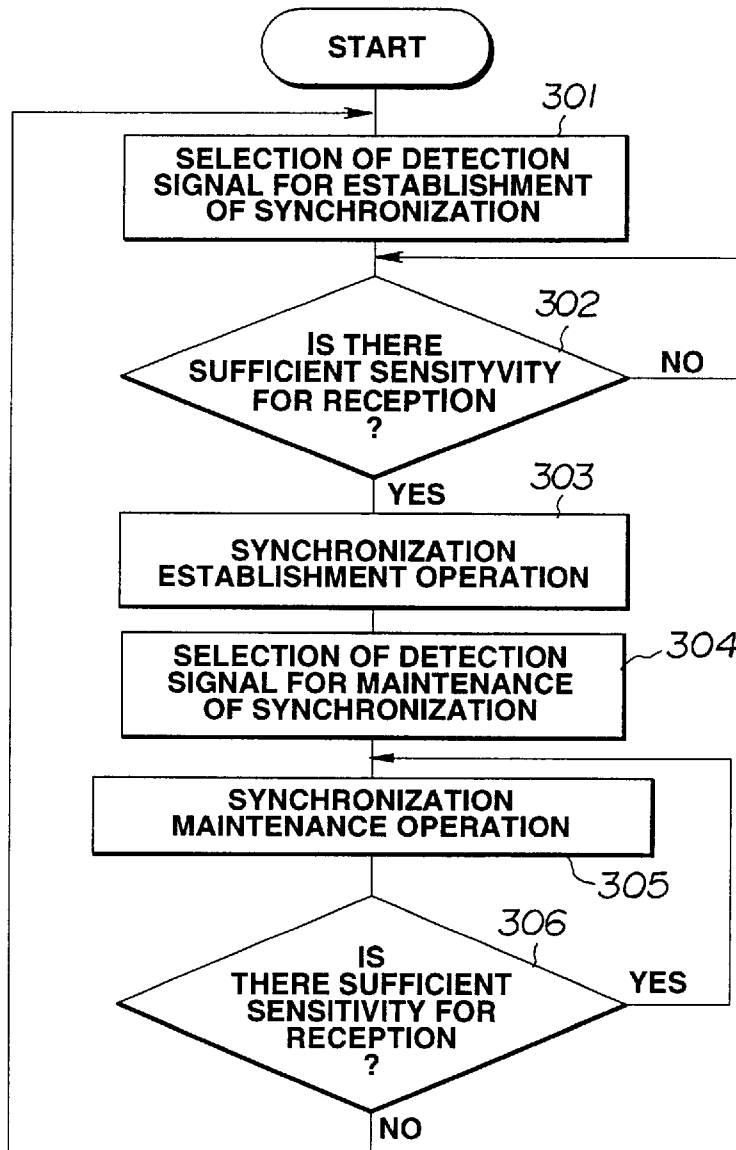 START
301
SELECTION OF DETECTION
SIGNAL FOR ESTABLISHMENT
OF SYNCHRONIZATION
302
IS THERE
SUFFICIENT SENSITYVITY
FOR RECEPTION
?
NO
YES
303
SYNCHRONIZATION
ESTABLISHMENT OPERATION
304
SELECTION OF DETECTION
SIGNAL FOR MAINTENANCE
OF SYNCHRONIZATION
SYNCHRONIZATION
MAINTENANCE OPERATION
305
306
IS
THERE SUFFICIENT
SENSITIVITY FOR
RECEPTION
?
YES
NO